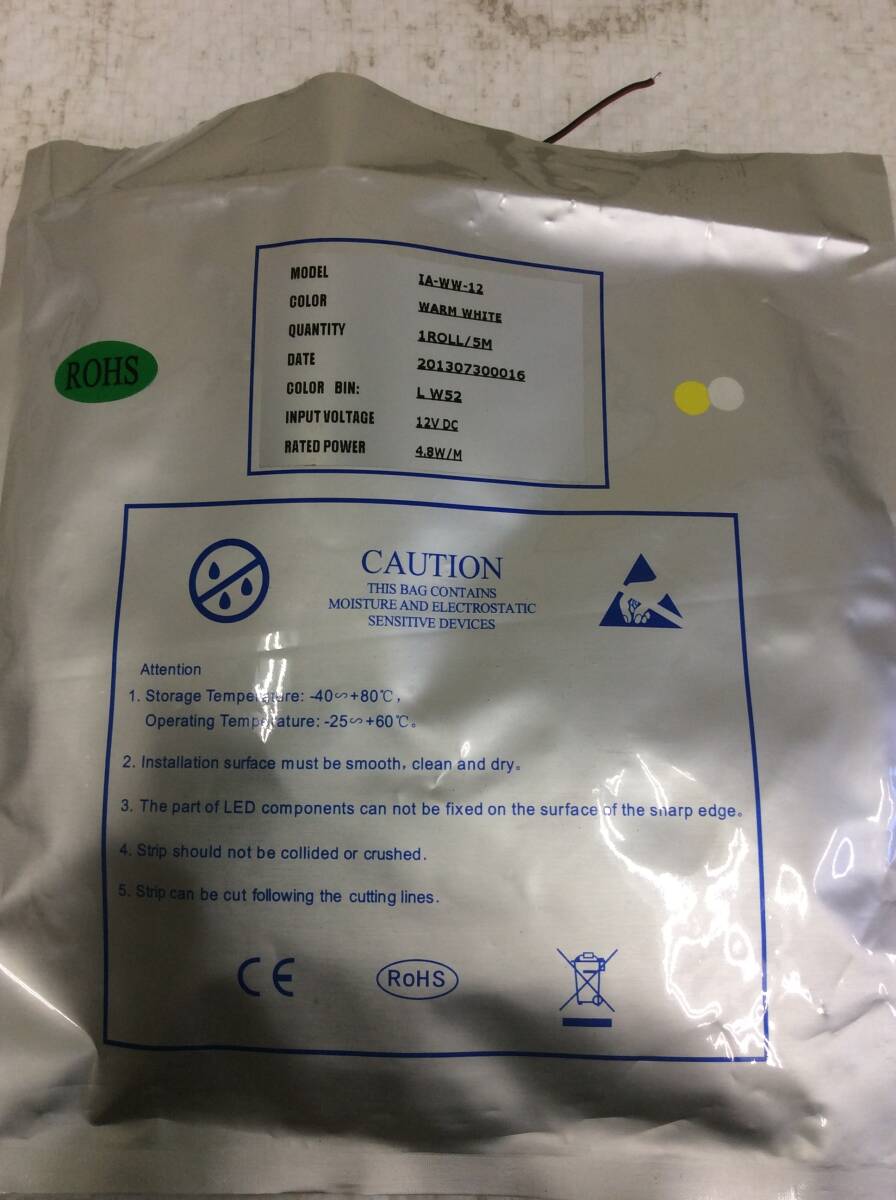 MODEL IA-WW-12
COLOR WARM WHITE
QUANTITY 1ROLL/5M
DATE 201307300016
COLOR BIN: L W52
INPUT VOLTAGE 12V DC
RATED POWER 4.8W/M
ROHS
CAUTION
THIS BAG CONTAINS
MOISTURE AND ELECTROSTATIC
SENSITIVE DEVICES
Attention
1. Storage Temperature: -40∽+80℃,
Operating Temperature: -25∽+60℃。
2. Installation surface must be smooth, clean and dry。
3. The part of LED components can not be fixed on the surface of the sharp edge。
4. Strip should not be collided or crushed.
5. Strip can be cut following the cutting lines.
CE
RoHS